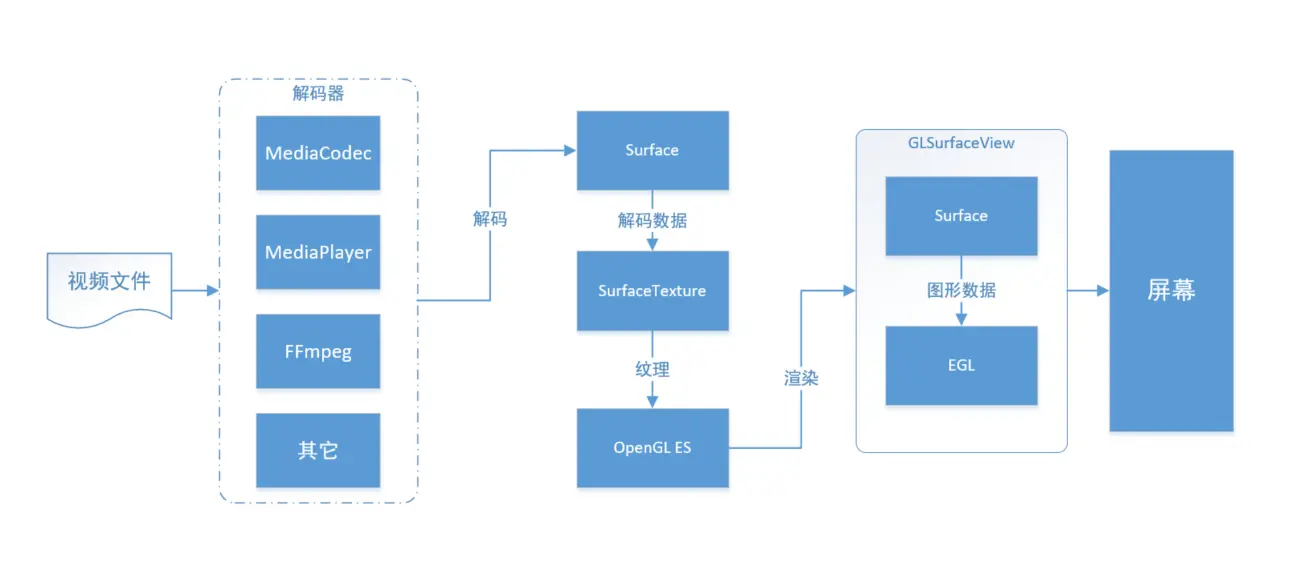 视频文件
解码器
MediaCodec
MediaPlayer
FFmpeg
其它
解码
Surface
解码数据
SurfaceTexture
纹理
OpenGL ES
渲染
GLSurfaceView
Surface
图形数据
EGL
屏幕